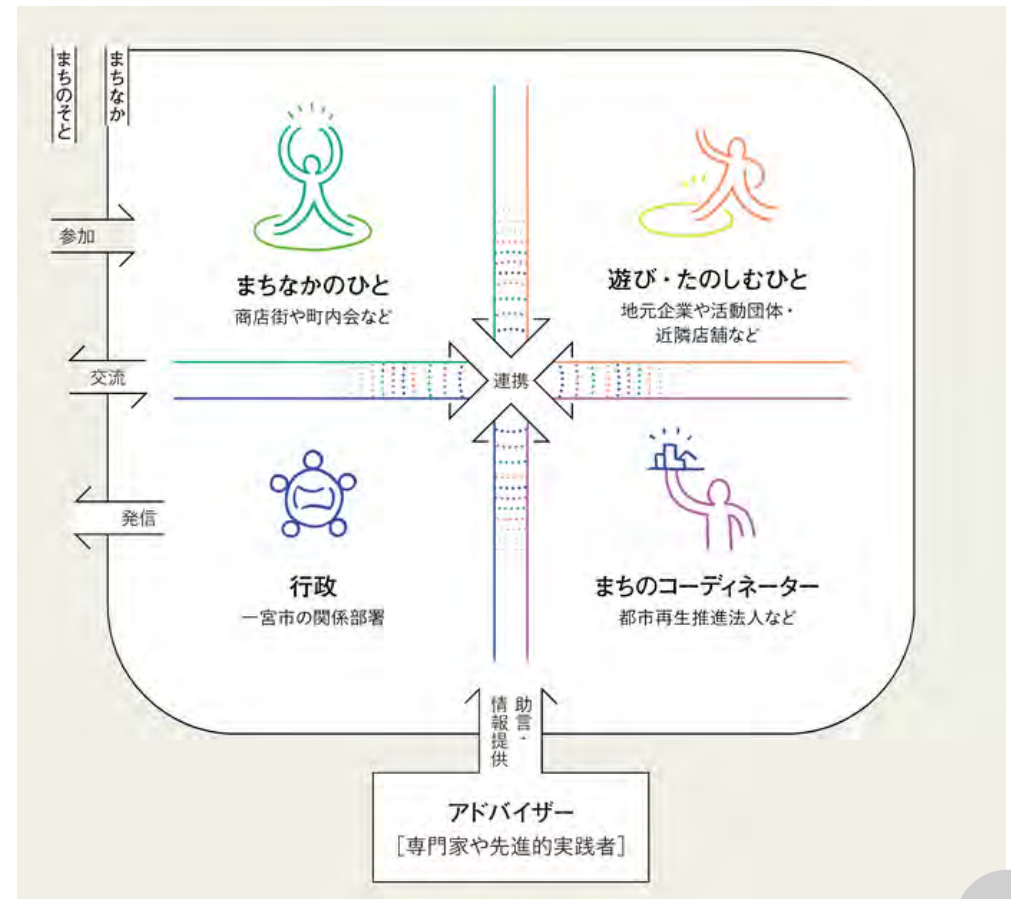 まちのそと
まちなか
参加
交流
発信
まちなかのひと
商店街や町内会など
遊び・たのしむひと
地元企業や活動団体・
近隣店舗など
連携
行政
一宮市の関係部署
まちのコーディネーター
都市再生推進法人など
助言・
情報提供
アドバイザー
［専門家や先進的実践者］